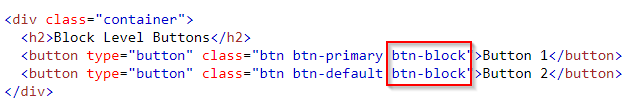 <div class="container">
  <h2>Block Level Buttons</h2>
  <button type="button" class="btn btn-primary btn-block">Button 1</button>
  <button type="button" class="btn btn-default btn-block">Button 2</button>
</div>